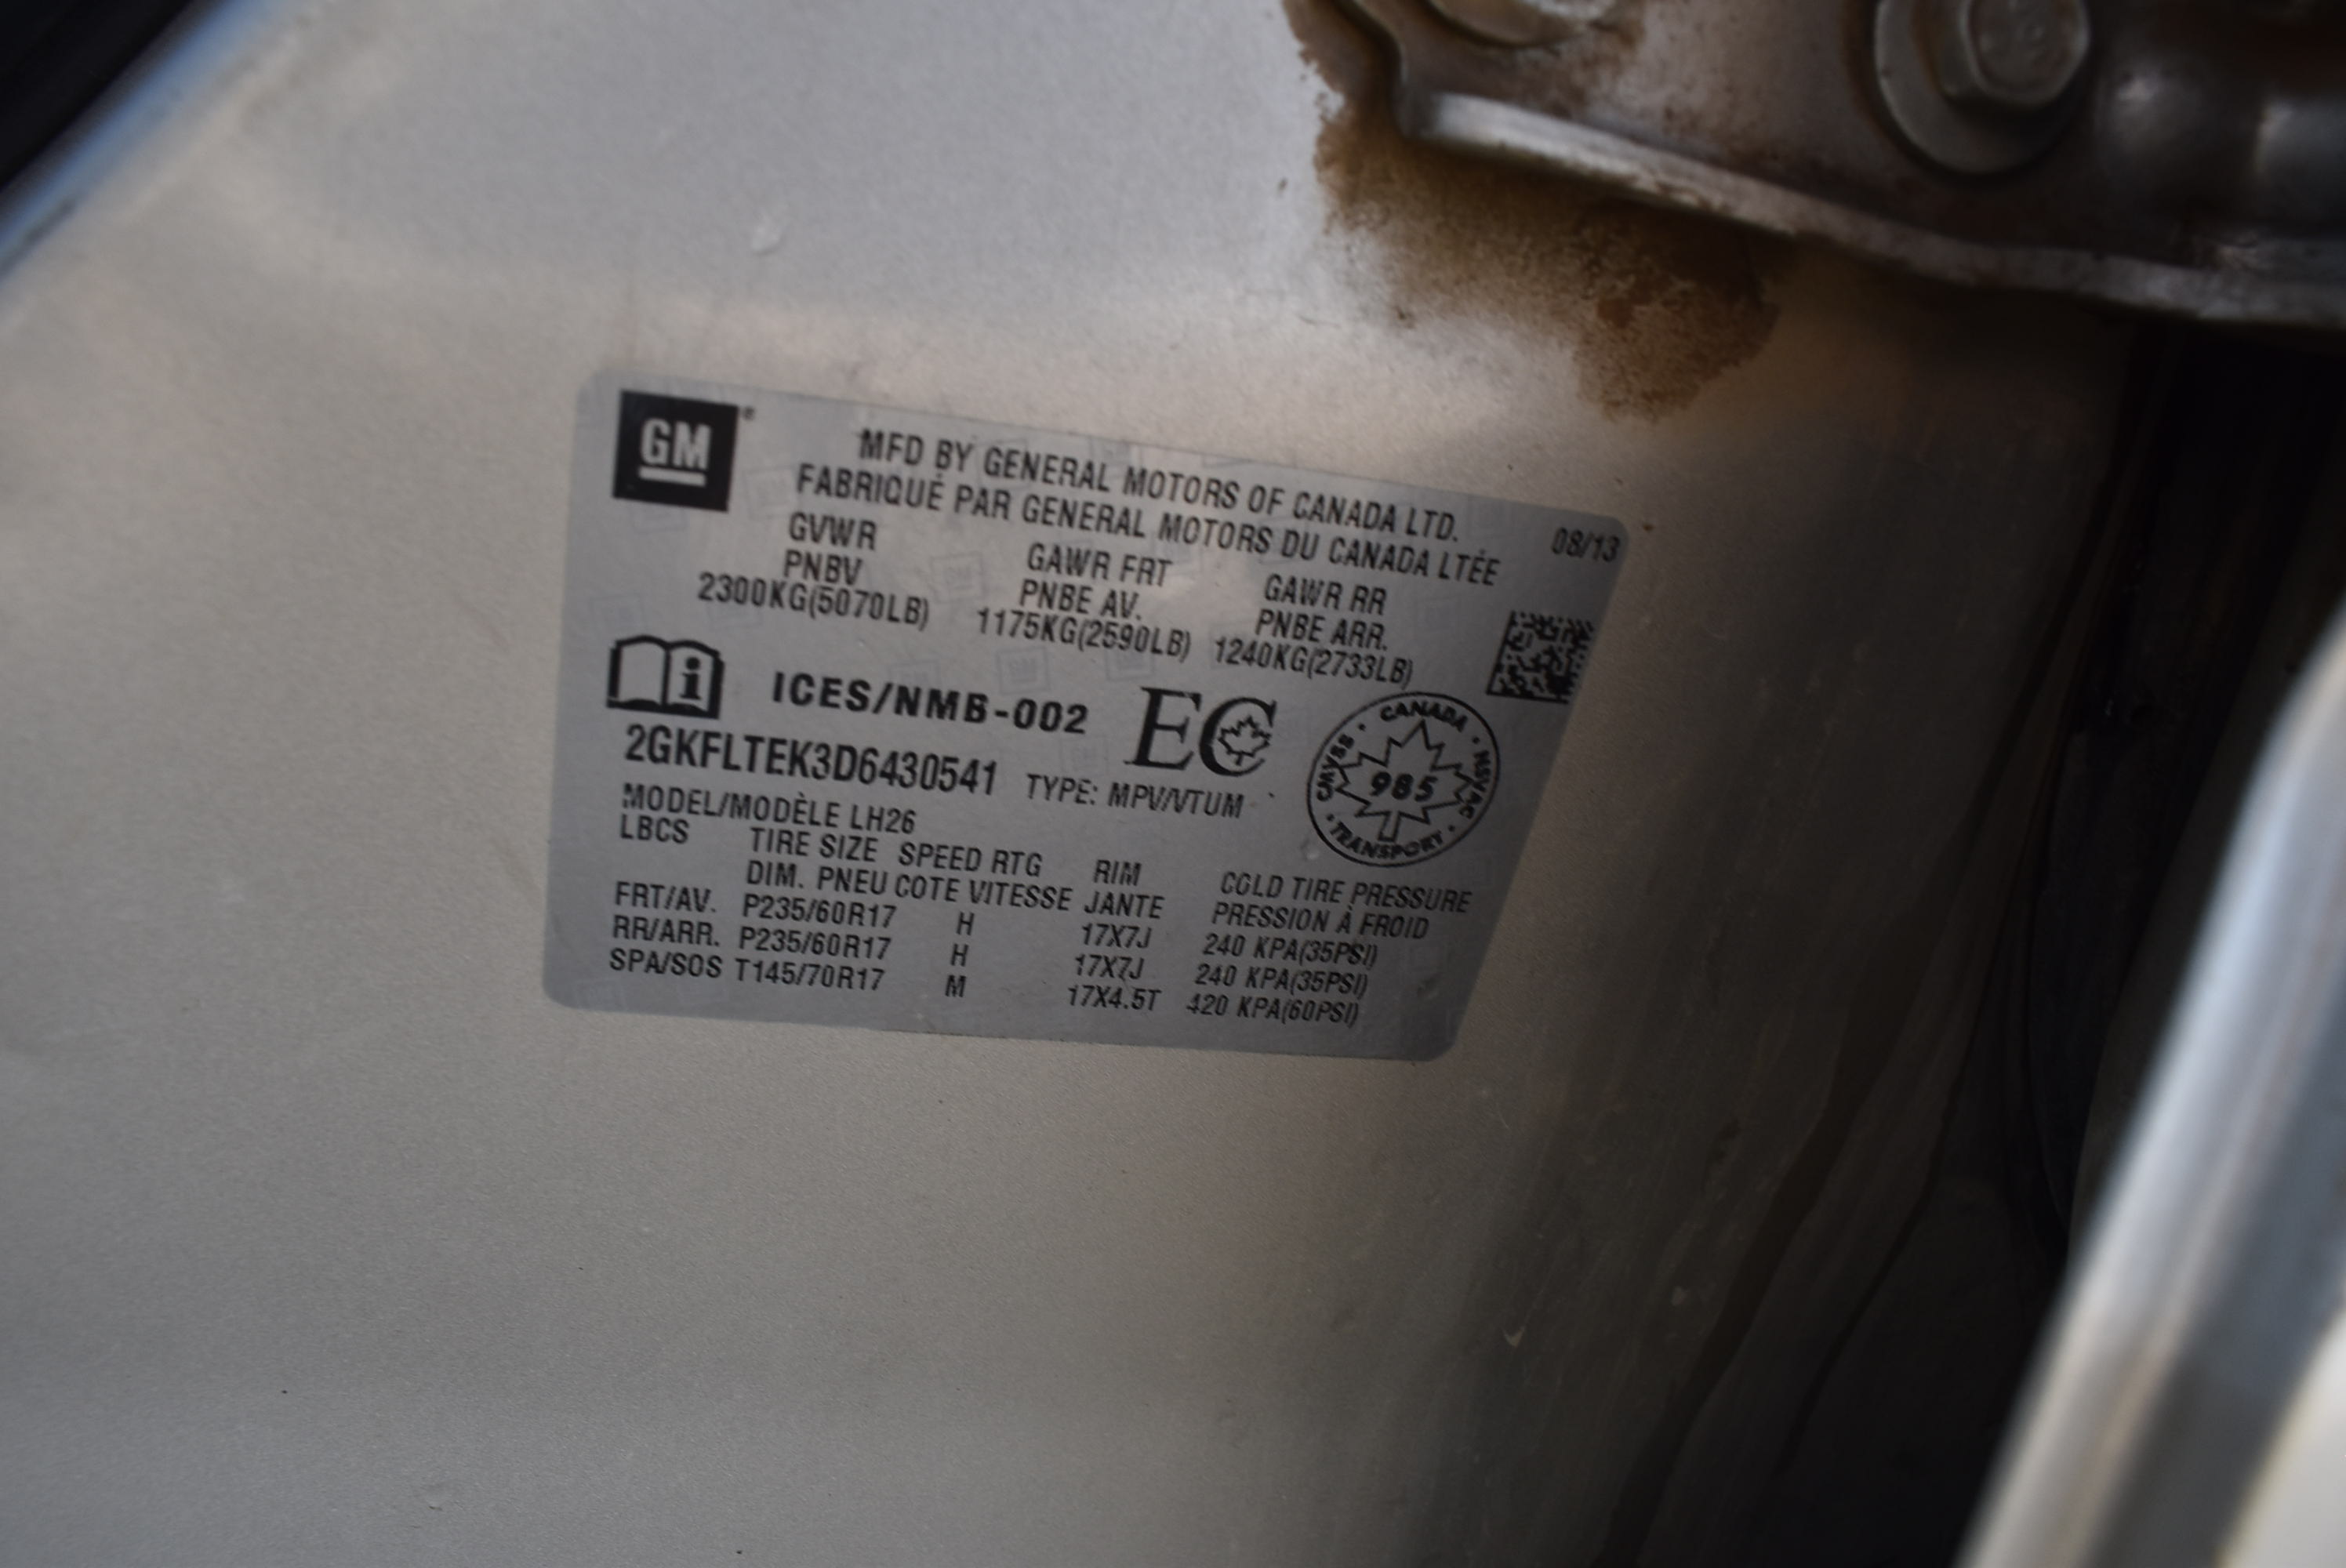 GM
MFD BY GENERAL MOTORS OF CANADA LTD.
FABRIQUÉ PAR GENERAL MOTORS DU CANADA LTÉE
08/13
GVWR GAWR FRT GAWR RR
PNBV PNBE AV. PNBE ARR.
2300KG(5070LB) 1175KG(2590LB) 1240KG(2733LB)
i ICES/NMB-002 EC
2GKFLTEK3D6430541 TYPE: MPV/VTUM
CANADA · NSVAC · TRANSPORT · CMVSS ·
985
MODEL/MODÈLE LH26
LBCS TIRE SIZE SPEED RTG RIM COLD TIRE PRESSURE
DIM. PNEU COTE VITESSE JANTE PRESSION À FROID
FRT/AV. P235/60R17 H 17X7J 240 KPA(35PSI)
RR/ARR. P235/60R17 H 17X7J 240 KPA(35PSI)
SPA/SOS T145/70R17 M 17X4.5T 420 KPA(60PSI)